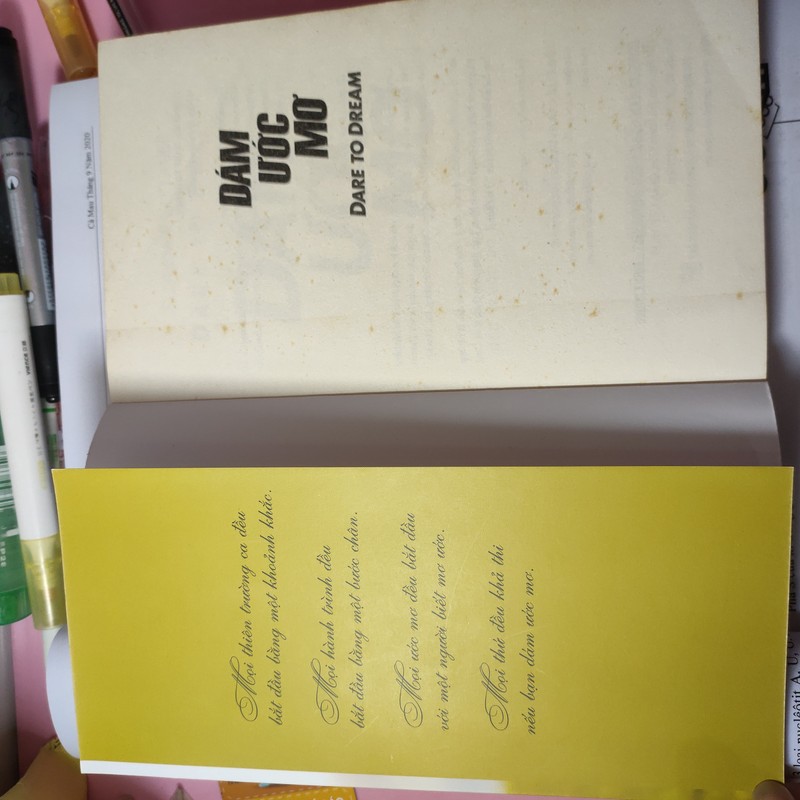 DÁM
ƯỚC
MƠ
DARE TO DREAM
Mọi thiên trường ca đều
bắt đầu bằng một khoảnh khắc.
Mọi hành trình đều
bắt đầu bằng một bước chân.
Mọi ước mơ đều bắt đầu
với một người biết mơ ước.
Mọi thứ đều khả thi
nếu bạn dám ước mơ.
Cà Mau Tháng 9 Năm 2020